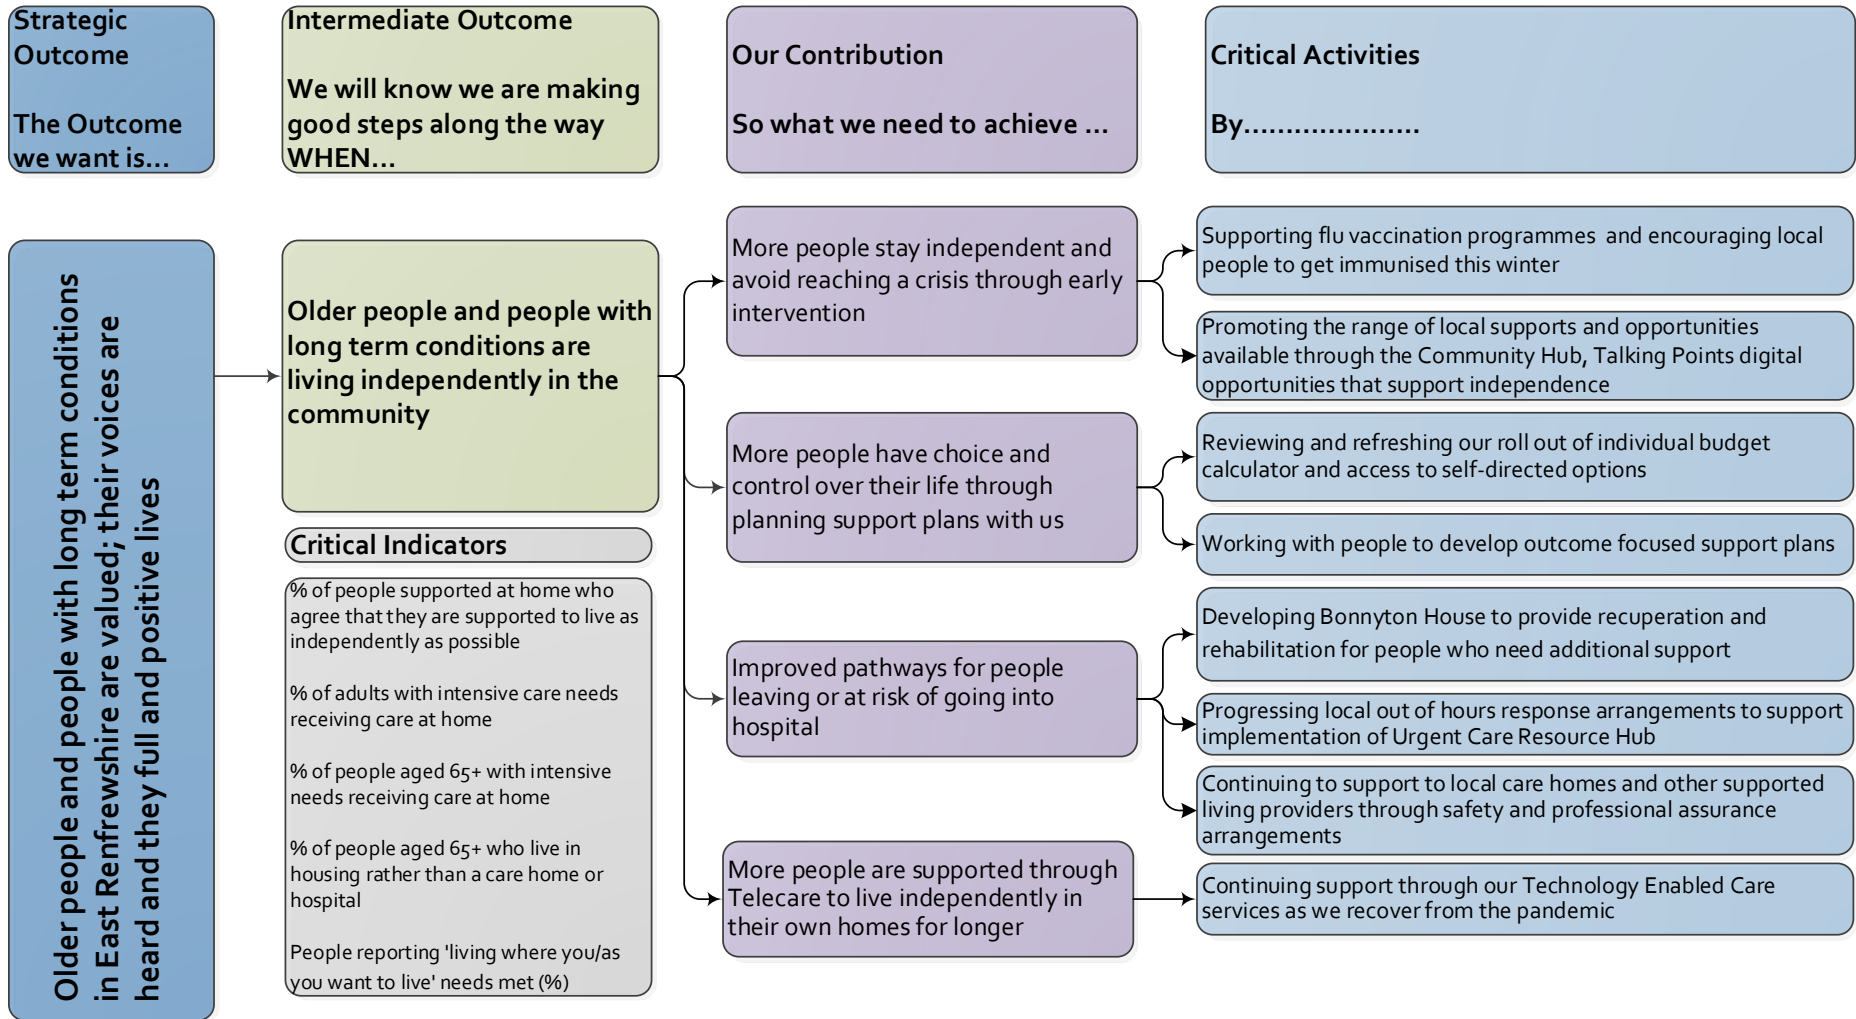 Strategic
Outcome
The Outcome
we want is...
Intermediate Outcome
We will know we are making
good steps along the way
WHEN...
Our Contribution
So what we need to achieve ...
Critical Activities
By.....................
Older people and people with long term conditions
in East Renfrewshire are valued; their voices are
heard and they full and positive lives
Older people and people with
long term conditions are
living independently in the
community
Critical Indicators
% of people supported at home who
agree that they are supported to live as
independently as possible
% of adults with intensive care needs
receiving care at home
% of people aged 65+ with intensive
needs receiving care at home
% of people aged 65+ who live in
housing rather than a care home or
hospital
People reporting 'living where you/as
you want to live' needs met (%)
More people stay independent and
avoid reaching a crisis through early
intervention
Supporting flu vaccination programmes  and encouraging local
people to get immunised this winter
Promoting the range of local supports and opportunities
available through the Community Hub, Talking Points digital
opportunities that support independence
More people have choice and
control over their life through
planning support plans with us
Reviewing and refreshing our roll out of individual budget
calculator and access to self-directed options
Working with people to develop outcome focused support plans
Improved pathways for people
leaving or at risk of going into
hospital
Developing Bonnyton House to provide recuperation and
rehabilitation for people who need additional support
Progressing local out of hours response arrangements to support
implementation of Urgent Care Resource Hub
Continuing to support to local care homes and other supported
living providers through safety and professional assurance
arrangements
More people are supported through
Telecare to live independently in
their own homes for longer
Continuing support through our Technology Enabled Care
services as we recover from the pandemic